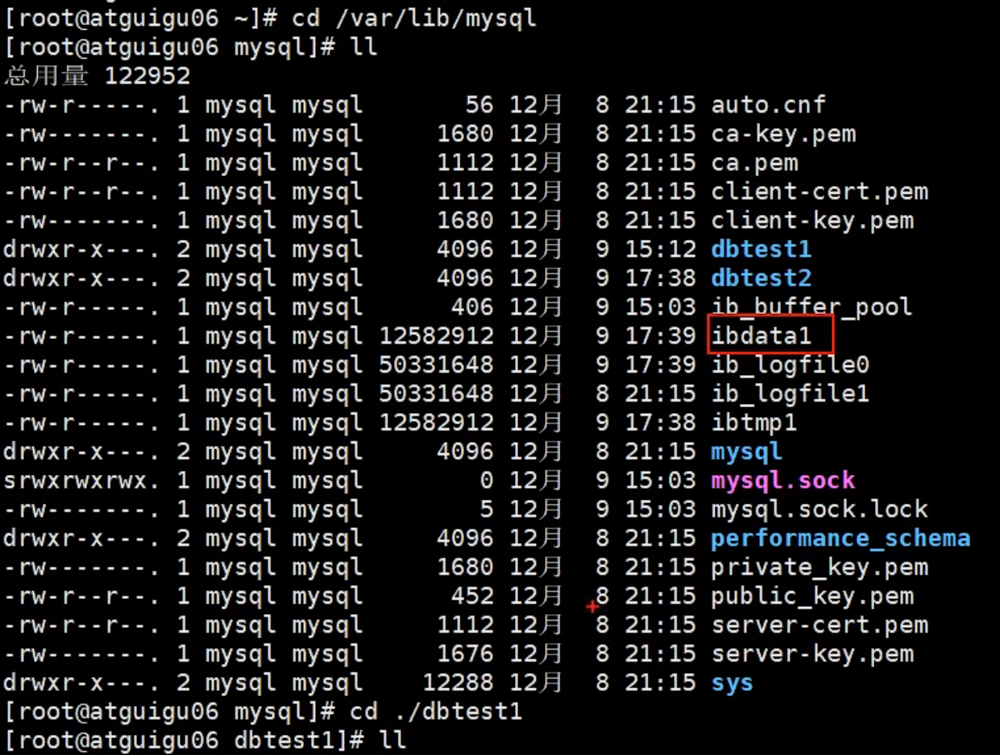 [root@atguigu06 ~]# cd /var/lib/mysql
[root@atguigu06 mysql]# ll
总用量 122952
-rw-r-----. 1 mysql mysql       56 12月  8 21:15 auto.cnf
-rw-------. 1 mysql mysql     1680 12月  8 21:15 ca-key.pem
-rw-r--r--. 1 mysql mysql     1112 12月  8 21:15 ca.pem
-rw-r--r--. 1 mysql mysql     1112 12月  8 21:15 client-cert.pem
-rw-------. 1 mysql mysql     1680 12月  8 21:15 client-key.pem
drwxr-x---. 2 mysql mysql     4096 12月  9 15:12 dbtest1
drwxr-x---. 2 mysql mysql     4096 12月  9 17:38 dbtest2
-rw-r-----. 1 mysql mysql      406 12月  9 15:03 ib_buffer_pool
-rw-r-----. 1 mysql mysql 12582912 12月  9 17:39 ibdata1
-rw-r-----. 1 mysql mysql 50331648 12月  9 17:39 ib_logfile0
-rw-r-----. 1 mysql mysql 50331648 12月  8 21:15 ib_logfile1
-rw-r-----. 1 mysql mysql 12582912 12月  9 17:38 ibtmp1
drwxr-x---. 2 mysql mysql     4096 12月  8 21:15 mysql
srwxrwxrwx. 1 mysql mysql        0 12月  9 15:03 mysql.sock
-rw-------. 1 mysql mysql        5 12月  9 15:03 mysql.sock.lock
drwxr-x---. 2 mysql mysql     4096 12月  8 21:15 performance_schema
-rw-------. 1 mysql mysql     1680 12月  8 21:15 private_key.pem
-rw-r--r--. 1 mysql mysql      452 12月  8 21:15 public_key.pem
-rw-r--r--. 1 mysql mysql     1112 12月  8 21:15 server-cert.pem
-rw-------. 1 mysql mysql     1676 12月  8 21:15 server-key.pem
drwxr-x---. 2 mysql mysql    12288 12月  8 21:15 sys
[root@atguigu06 mysql]# cd ./dbtest1
[root@atguigu06 dbtest1]# ll